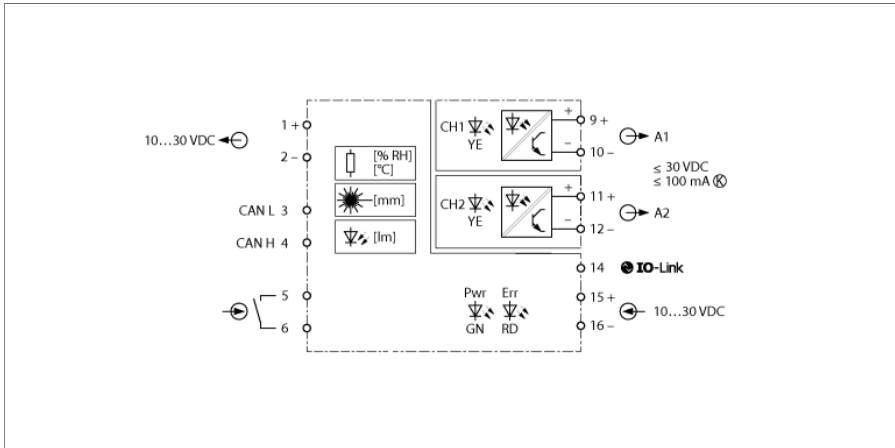 10…30 VDC
1 +
2 –
CAN L 3
CAN H 4
5
6
[% RH]
[°C]
[mm]
[lm]
Pwr Err
GN RD
CH1
YE
+
–
CH2
YE
+
–
9 +
10 –
A1
≤ 30 VDC
≤ 100 mA Ⓚ
11 +
12 –
A2
14 IO-Link
15 +
16 –
10…30 VDC